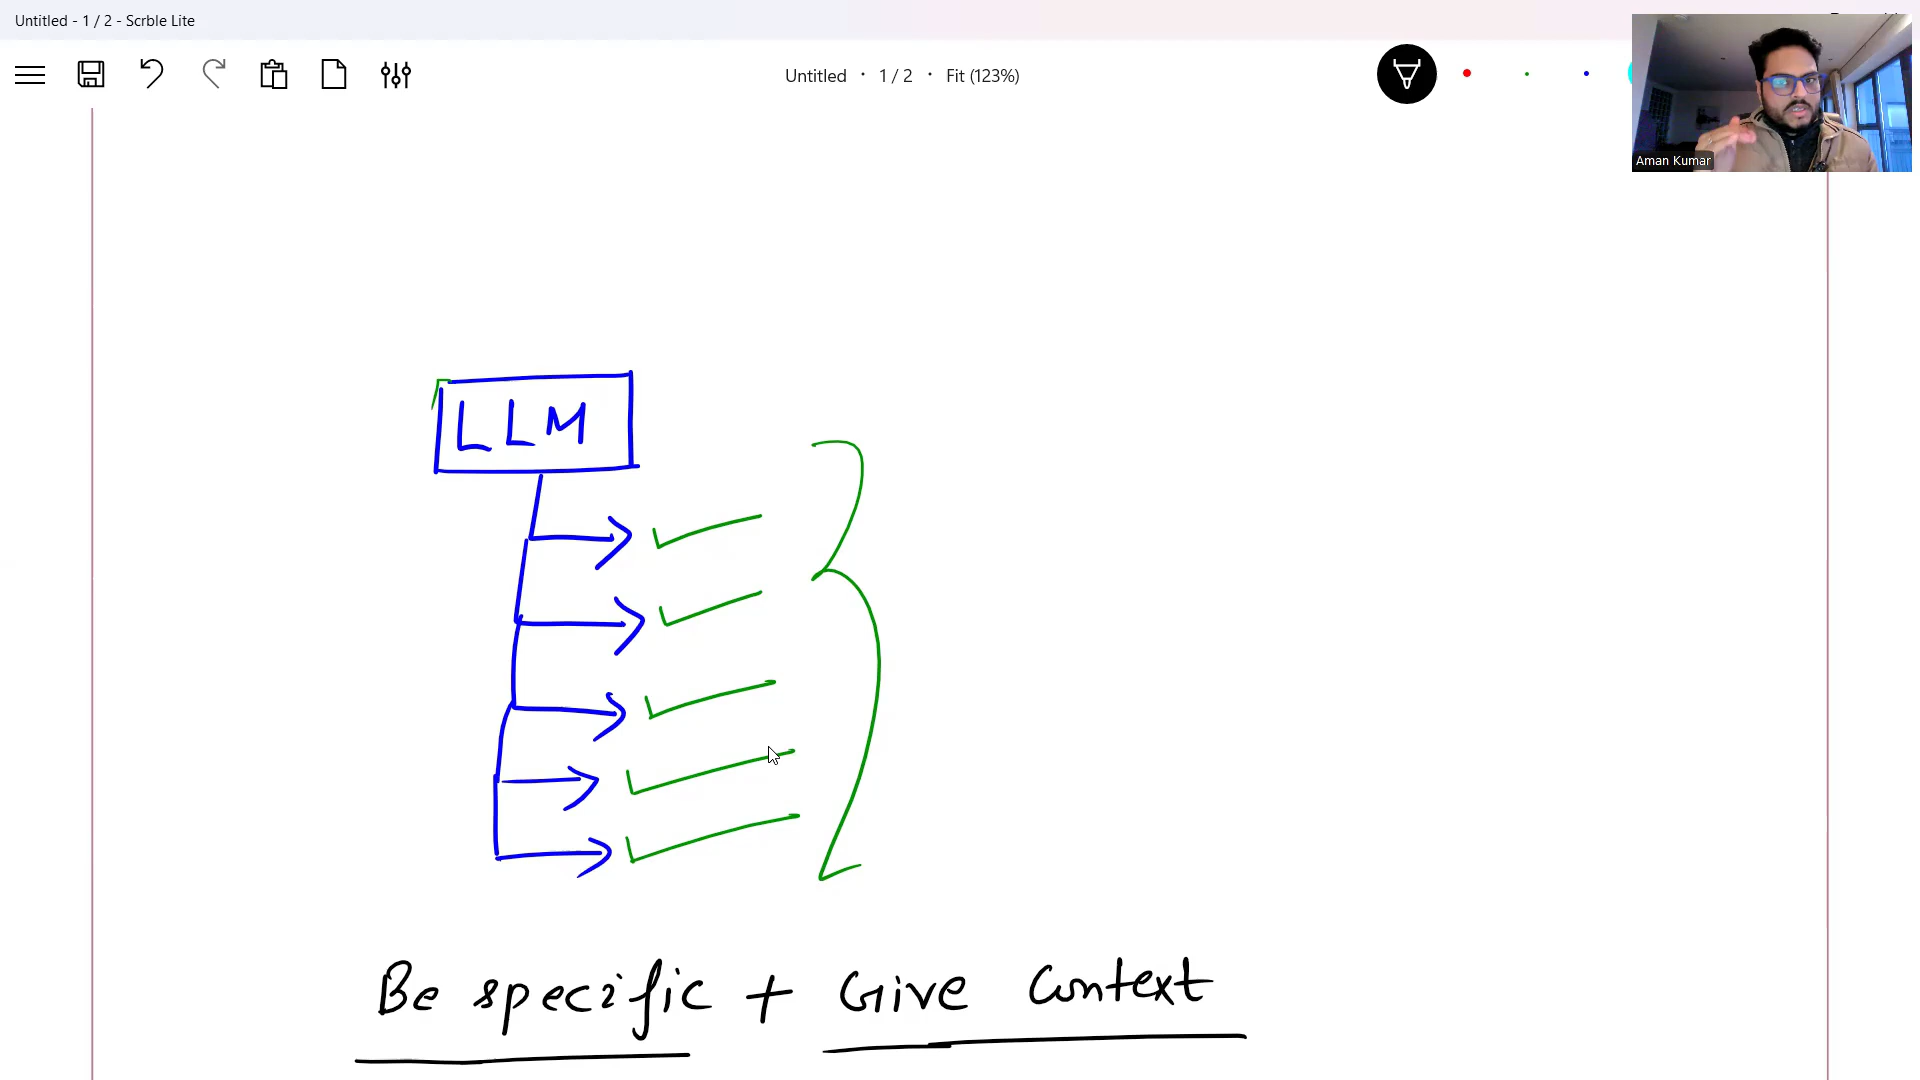 Untitled - 1 / 2 - Scrble Lite
Untitled · 1 / 2 · Fit (123%)
Aman Kumar
LLM
Be specific + Give Context